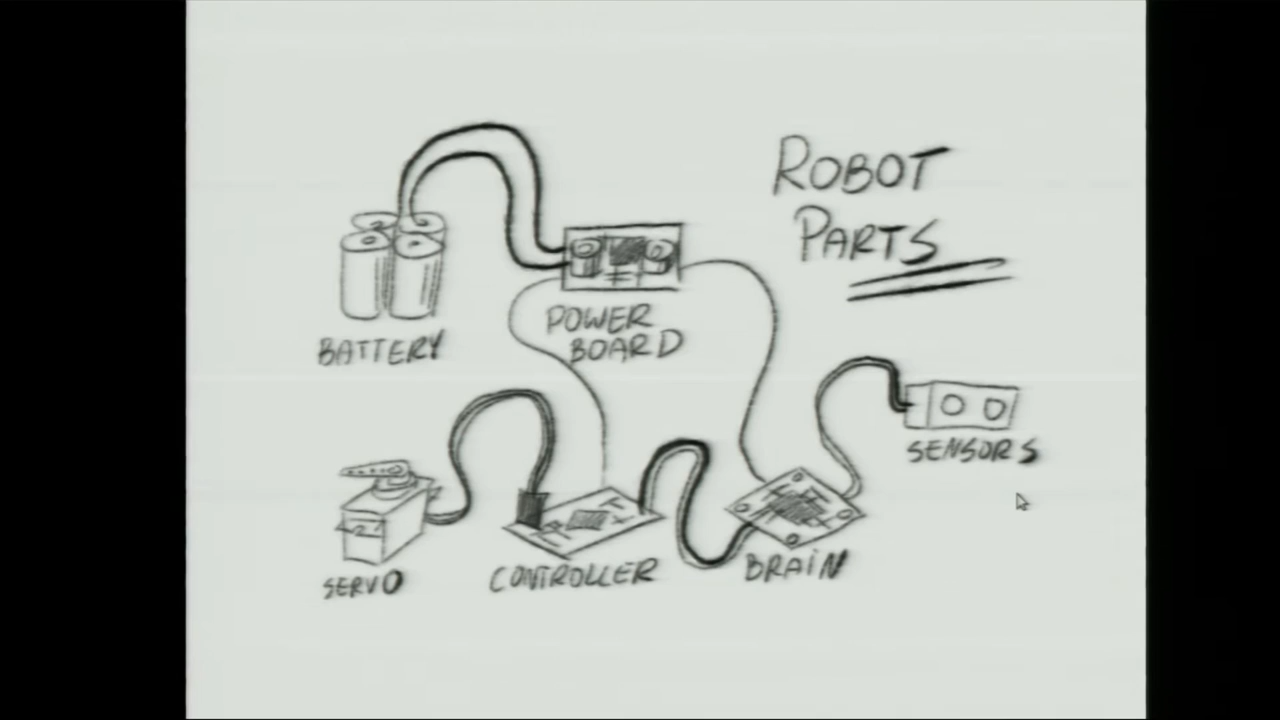 ROBOT
PARTS
BATTERY
POWER
BOARD
SENSORS
SERVO
CONTROLLER
BRAIN